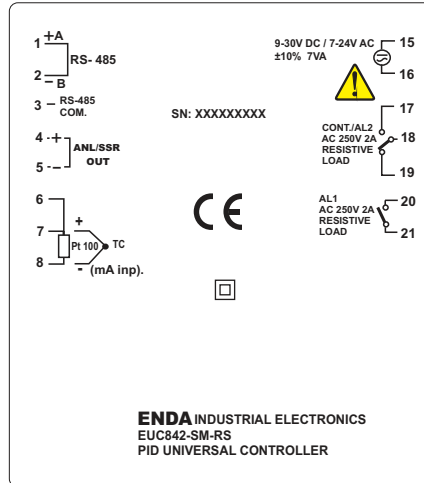 1 +A
RS- 485
2 - B
3 - RS-485
COM.
4 - +
ANL/SSR
OUT
5 - -
6
7 +
Pt 100 TC
8 - (mA inp).
SN: XXXXXXXXX
9-30V DC / 7-24V AC
±10% 7VA
15
16
17
CONT./AL2
AC 250V 2A
RESISTIVE
LOAD
18
19
AL1
AC 250V 2A
RESISTIVE
LOAD
20
21
CE
ENDA INDUSTRIAL ELECTRONICS
EUC842-SM-RS
PID UNIVERSAL CONTROLLER